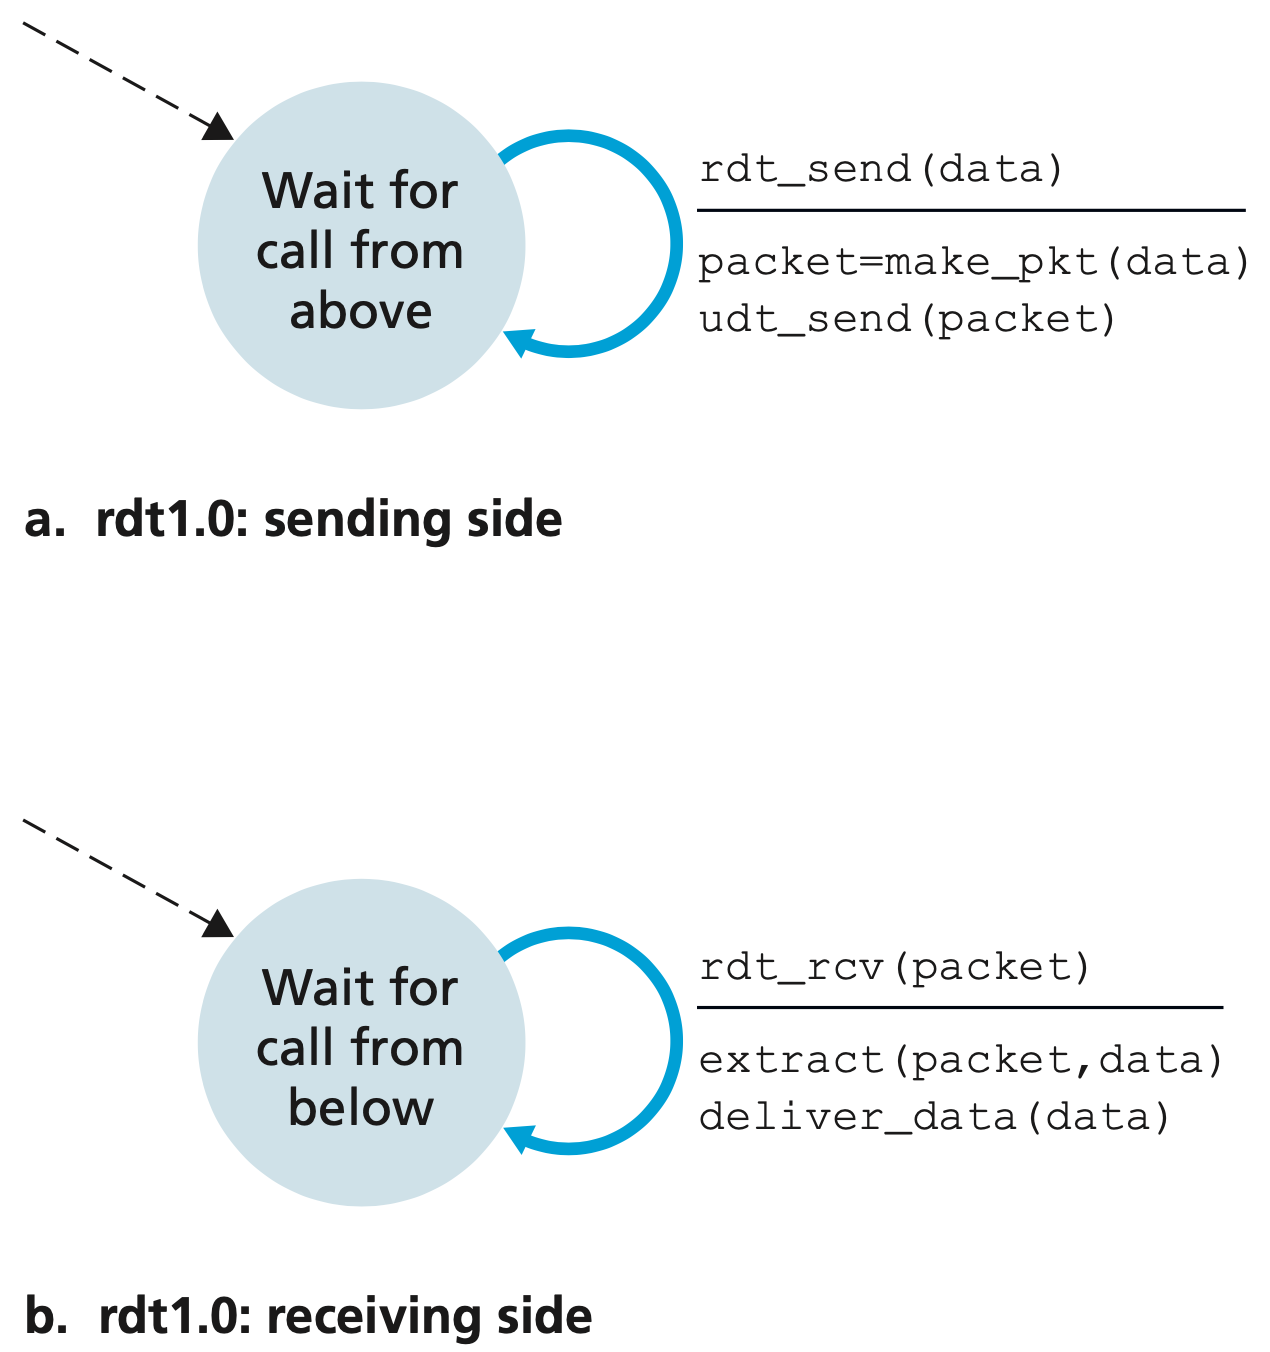 Wait for
call from
above
rdt_send(data)
packet=make_pkt(data)
udt_send(packet)
a. rdt1.0: sending side
Wait for
call from
below
rdt_rcv(packet)
extract(packet,data)
deliver_data(data)
b. rdt1.0: receiving side